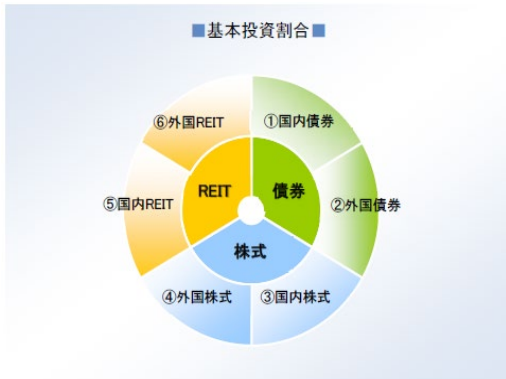 ■基本投資割合■
⑥外国REIT
①国内債券
REIT
債券
⑤国内REIT
②外国債券
株式
④外国株式
③国内株式